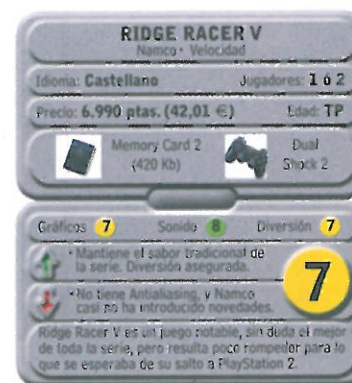 RIDGE RACER V
Namco • Velocidad
Idioma: Castellano Jugadores: 1 ó 2
Precio: 6.990 ptas. (42,01 €) Edad: TP
Memory Card 2 (420 Kb)
Dual Shock 2
Gráficos 7 Sonido 8 Diversión 7
• Mantiene el sabor tradicional de
la serie. Diversión asegurada.
• No tiene Antialiasing, y Namco
casi no ha introducido novedades.
7
Ridge Racer V es un juego notable, sin duda el mejor
de toda la serie, pero resulta poco rompedor para lo
que se esperaba de su salto a PlayStation 2.